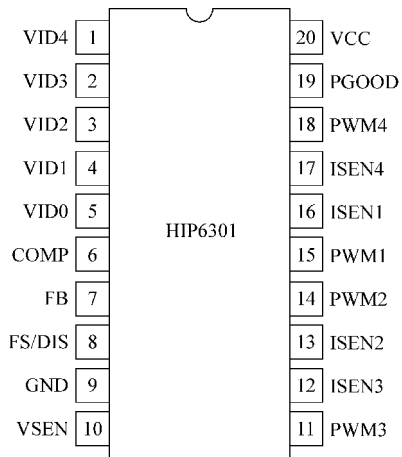 VID4 1 20 VCC
VID3 2 19 PGOOD
VID2 3 18 PWM4
VID1 4 17 ISEN4
VID0 5 16 ISEN1
HIP6301
COMP 6 15 PWM1
FB 7 14 PWM2
FS/DIS 8 13 ISEN2
GND 9 12 ISEN3
VSEN 10 11 PWM3